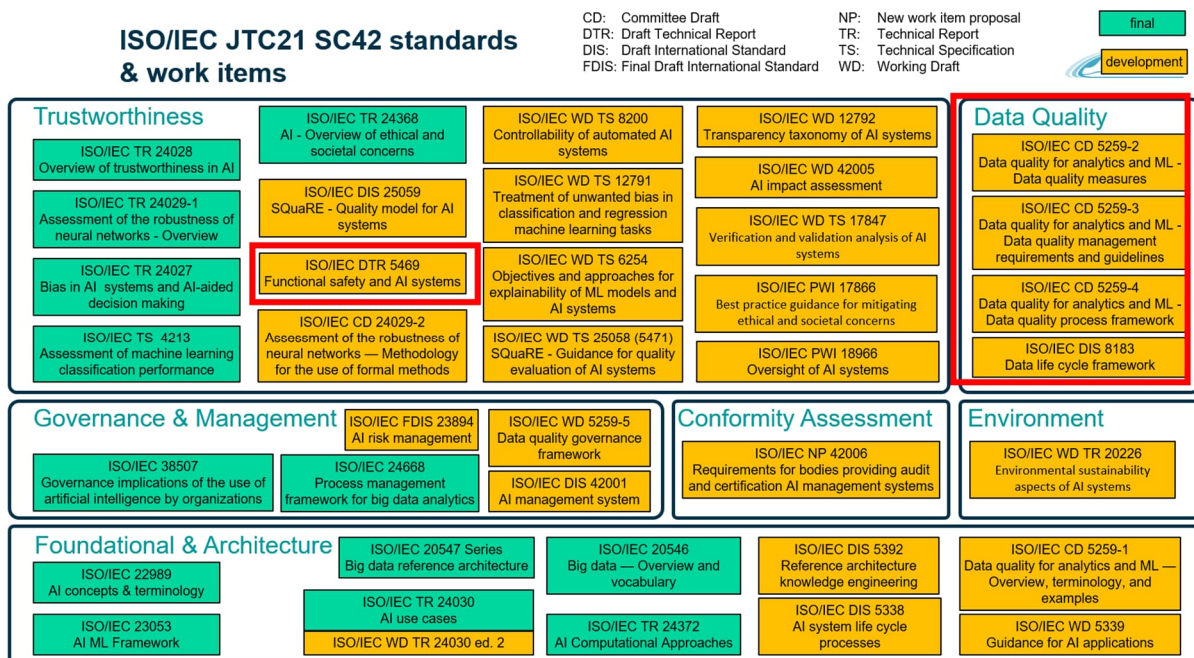 ISO/IEC JTC21 SC42 standards
& work items
CD: Committee Draft
DTR: Draft Technical Report
DIS: Draft International Standard
FDIS: Final Draft International Standard
NP: New work item proposal
TR: Technical Report
TS: Technical Specification
WD: Working Draft
final
development
Trustworthiness
ISO/IEC TR 24028
Overview of trustworthiness in AI
ISO/IEC TR 24029-1
Assessment of the robustness of
neural networks - Overview
ISO/IEC TR 24027
Bias in AI systems and AI-aided
decision making
ISO/IEC TS 4213
Assessment of machine learning
classification performance
ISO/IEC TR 24368
AI - Overview of ethical and
societal concerns
ISO/IEC DIS 25059
SQuaRE - Quality model for AI
systems
ISO/IEC DTR 5469
Functional safety and AI systems
ISO/IEC CD 24029-2
Assessment of the robustness of
neural networks — Methodology
for the use of formal methods
ISO/IEC WD TS 8200
Controllability of automated AI
systems
ISO/IEC WD TS 12791
Treatment of unwanted bias in
classification and regression
machine learning tasks
ISO/IEC WD TS 6254
Objectives and approaches for
explainability of ML models and
AI systems
ISO/IEC WD TS 25058 (5471)
SQuaRE - Guidance for quality
evaluation of AI systems
ISO/IEC WD 12792
Transparency taxonomy of AI systems
ISO/IEC WD 42005
AI impact assessment
ISO/IEC WD TS 17847
Verification and validation analysis of AI
systems
ISO/IEC PWI 17866
Best practice guidance for mitigating
ethical and societal concerns
ISO/IEC PWI 18966
Oversight of AI systems
Data Quality
ISO/IEC CD 5259-2
Data quality for analytics and ML -
Data quality measures
ISO/IEC CD 5259-3
Data quality for analytics and ML -
Data quality management
requirements and guidelines
ISO/IEC CD 5259-4
Data quality for analytics and ML -
Data quality process framework
ISO/IEC DIS 8183
Data life cycle framework
Governance & Management
ISO/IEC FDIS 23894
AI risk management
ISO/IEC WD 5259-5
Data quality governance
framework
ISO/IEC 38507
Governance implications of the use of
artificial intelligence by organizations
ISO/IEC 24668
Process management
framework for big data analytics
ISO/IEC DIS 42001
AI management system
Conformity Assessment
ISO/IEC NP 42006
Requirements for bodies providing audit
and certification AI management systems
Environment
ISO/IEC WD TR 20226
Environmental sustainability
aspects of AI systems
Foundational & Architecture
ISO/IEC 22989
AI concepts & terminology
ISO/IEC 23053
AI ML Framework
ISO/IEC 20547 Series
Big data reference architecture
ISO/IEC TR 24030
AI use cases
ISO/IEC WD TR 24030 ed. 2
ISO/IEC 20546
Big data — Overview and
vocabulary
ISO/IEC TR 24372
AI Computational Approaches
ISO/IEC DIS 5392
Reference architecture
knowledge engineering
ISO/IEC DIS 5338
AI system life cycle
processes
ISO/IEC CD 5259-1
Data quality for analytics and ML —
Overview, terminology, and
examples
ISO/IEC WD 5339
Guidance for AI applications